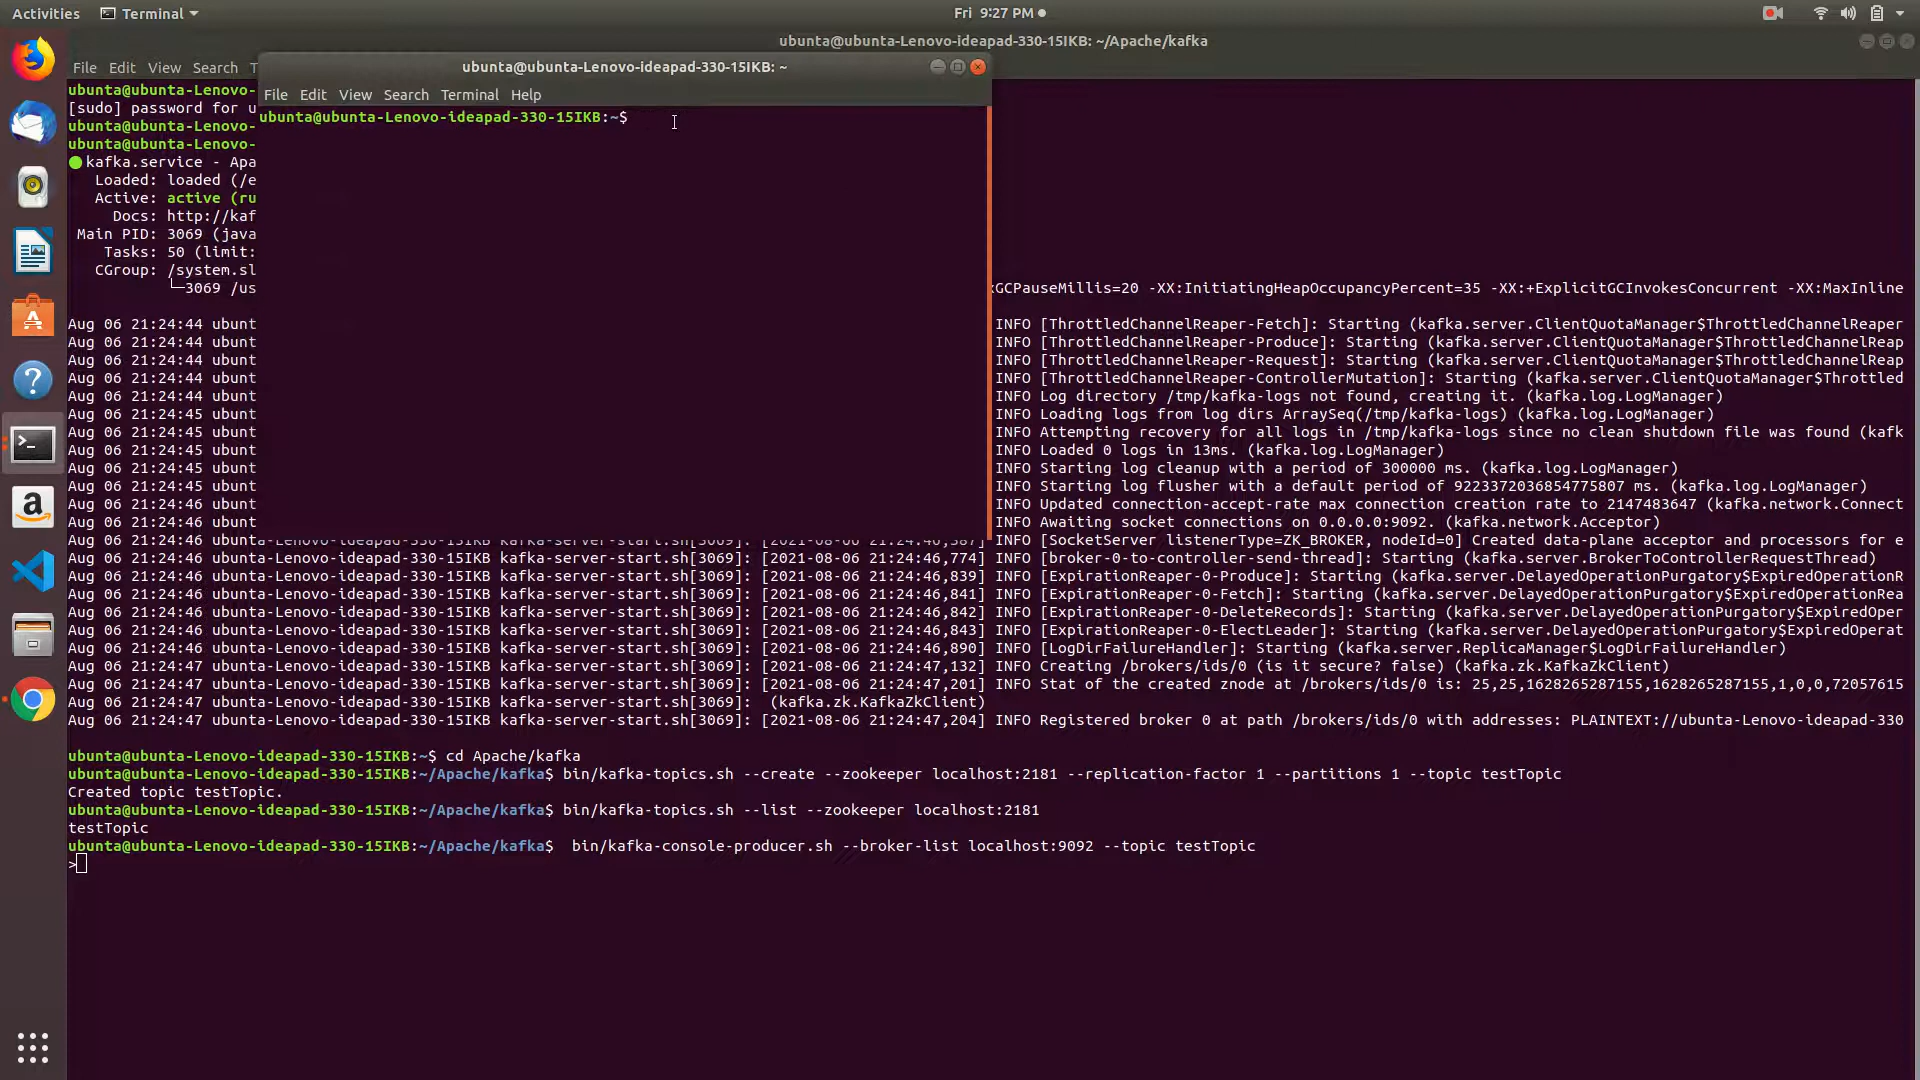 Activities Terminal Fri 9:27 PM
ubunta@ubunta-Lenovo-ideapad-330-15IKB: ~/Apache/kafka
File Edit View Search T
ubunta@ubunta-Lenovo-ideapad-330-15IKB: ~
File Edit View Search Terminal Help
ubunta@ubunta-Lenovo-ideapad-330-15IKB:~$
ubunta@ubunta-Lenovo-
[sudo] password for u
ubunta@ubunta-Lenovo-
ubunta@ubunta-Lenovo-
kafka.service - Apa
Loaded: loaded (/e
Active: active (ru
Docs: http://kaf
Main PID: 3069 (java
Tasks: 50 (limit:
CGroup: /system.sl
└─3069 /us GCPauseMillis=20 -XX:InitiatingHeapOccupancyPercent=35 -XX:+ExplicitGCInvokesConcurrent -XX:MaxInline
Aug 06 21:24:44 ubunt INFO [ThrottledChannelReaper-Fetch]: Starting (kafka.server.ClientQuotaManager$ThrottledChannelReaper
Aug 06 21:24:44 ubunt INFO [ThrottledChannelReaper-Produce]: Starting (kafka.server.ClientQuotaManager$ThrottledChannelReap
Aug 06 21:24:44 ubunt INFO [ThrottledChannelReaper-Request]: Starting (kafka.server.ClientQuotaManager$ThrottledChannelReap
Aug 06 21:24:44 ubunt INFO [ThrottledChannelReaper-ControllerMutation]: Starting (kafka.server.ClientQuotaManager$Throttled
Aug 06 21:24:44 ubunt INFO Log directory /tmp/kafka-logs not found, creating it. (kafka.log.LogManager)
Aug 06 21:24:45 ubunt INFO Loading logs from log dirs ArraySeq(/tmp/kafka-logs) (kafka.log.LogManager)
Aug 06 21:24:45 ubunt INFO Attempting recovery for all logs in /tmp/kafka-logs since no clean shutdown file was found (kafk
Aug 06 21:24:45 ubunt INFO Loaded 0 logs in 13ms. (kafka.log.LogManager)
Aug 06 21:24:45 ubunt INFO Starting log cleanup with a period of 300000 ms. (kafka.log.LogManager)
Aug 06 21:24:45 ubunt INFO Starting log flusher with a default period of 9223372036854775807 ms. (kafka.log.LogManager)
Aug 06 21:24:46 ubunt INFO Updated connection-accept-rate max connection creation rate to 2147483647 (kafka.network.Connect
Aug 06 21:24:46 ubunt INFO Awaiting socket connections on 0.0.0.0:9092. (kafka.network.Acceptor)
Aug 06 21:24:46 ubunta-Lenovo-ideapad-330-15IKB kafka-server-start.sh[3069]: [2021-08-06 21:24:46,587] INFO [SocketServer listenerType=ZK_BROKER, nodeId=0] Created data-plane acceptor and processors for e
Aug 06 21:24:46 ubunta-Lenovo-ideapad-330-15IKB kafka-server-start.sh[3069]: [2021-08-06 21:24:46,774] INFO [broker-0-to-controller-send-thread]: Starting (kafka.server.BrokerToControllerRequestThread)
Aug 06 21:24:46 ubunta-Lenovo-ideapad-330-15IKB kafka-server-start.sh[3069]: [2021-08-06 21:24:46,839] INFO [ExpirationReaper-0-Produce]: Starting (kafka.server.DelayedOperationPurgatory$ExpiredOperationR
Aug 06 21:24:46 ubunta-Lenovo-ideapad-330-15IKB kafka-server-start.sh[3069]: [2021-08-06 21:24:46,841] INFO [ExpirationReaper-0-Fetch]: Starting (kafka.server.DelayedOperationPurgatory$ExpiredOperationRea
Aug 06 21:24:46 ubunta-Lenovo-ideapad-330-15IKB kafka-server-start.sh[3069]: [2021-08-06 21:24:46,842] INFO [ExpirationReaper-0-DeleteRecords]: Starting (kafka.server.DelayedOperationPurgatory$ExpiredOper
Aug 06 21:24:46 ubunta-Lenovo-ideapad-330-15IKB kafka-server-start.sh[3069]: [2021-08-06 21:24:46,843] INFO [ExpirationReaper-0-ElectLeader]: Starting (kafka.server.DelayedOperationPurgatory$ExpiredOperat
Aug 06 21:24:46 ubunta-Lenovo-ideapad-330-15IKB kafka-server-start.sh[3069]: [2021-08-06 21:24:46,890] INFO [LogDirFailureHandler]: Starting (kafka.server.ReplicaManager$LogDirFailureHandler)
Aug 06 21:24:47 ubunta-Lenovo-ideapad-330-15IKB kafka-server-start.sh[3069]: [2021-08-06 21:24:47,132] INFO Creating /brokers/ids/0 (is it secure? false) (kafka.zk.KafkaZkClient)
Aug 06 21:24:47 ubunta-Lenovo-ideapad-330-15IKB kafka-server-start.sh[3069]: [2021-08-06 21:24:47,201] INFO Stat of the created znode at /brokers/ids/0 is: 25,25,1628265287155,1628265287155,1,0,0,72057615
Aug 06 21:24:47 ubunta-Lenovo-ideapad-330-15IKB kafka-server-start.sh[3069]: (kafka.zk.KafkaZkClient)
Aug 06 21:24:47 ubunta-Lenovo-ideapad-330-15IKB kafka-server-start.sh[3069]: [2021-08-06 21:24:47,204] INFO Registered broker 0 at path /brokers/ids/0 with addresses: PLAINTEXT://ubunta-Lenovo-ideapad-330
ubunta@ubunta-Lenovo-ideapad-330-15IKB:~$ cd Apache/kafka
ubunta@ubunta-Lenovo-ideapad-330-15IKB:~/Apache/kafka$ bin/kafka-topics.sh --create --zookeeper localhost:2181 --replication-factor 1 --partitions 1 --topic testTopic
Created topic testTopic.
ubunta@ubunta-Lenovo-ideapad-330-15IKB:~/Apache/kafka$ bin/kafka-topics.sh --list --zookeeper localhost:2181
testTopic
ubunta@ubunta-Lenovo-ideapad-330-15IKB:~/Apache/kafka$ bin/kafka-console-producer.sh --broker-list localhost:9092 --topic testTopic
>